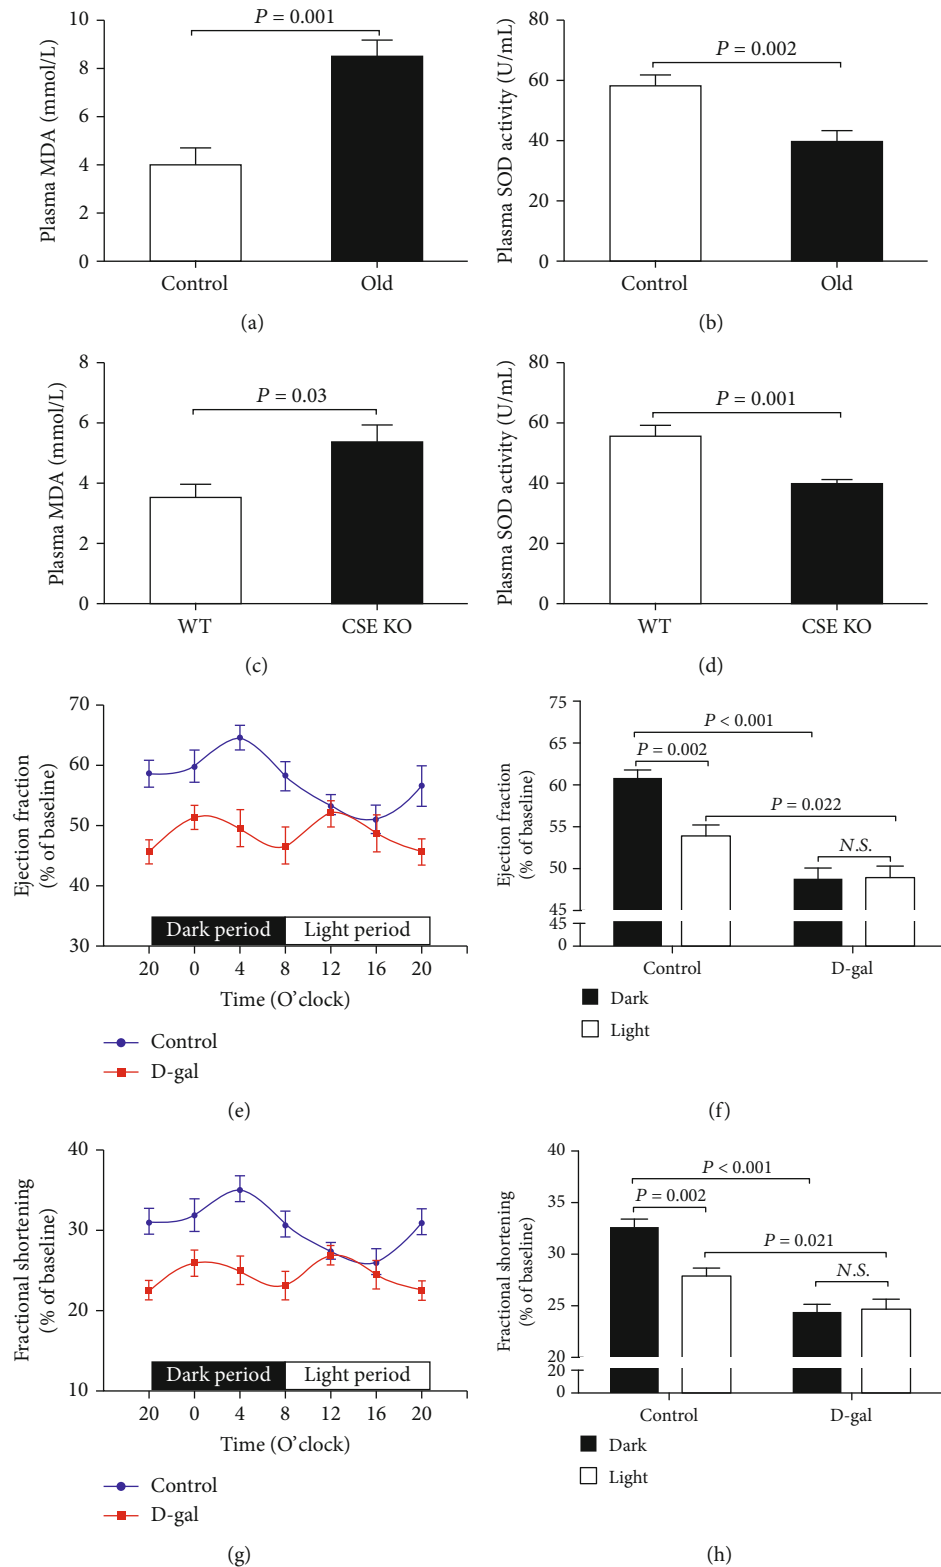 Plasma MDA (mmol/L)
10
8
6
4
2
0
P = 0.001
Control
Old
(a)
Plasma SOD activity (U/mL)
80
60
40
20
0
P = 0.002
Control
Old
(b)
Plasma MDA (mmol/L)
8
6
4
2
0
P = 0.03
WT
CSE KO
(c)
Plasma SOD activity (U/mL)
80
60
40
20
0
P = 0.001
WT
CSE KO
(d)
Ejection fraction
(% of baseline)
70
60
50
40
30
Dark period
Light period
20 0 4 8 12 16 20
Time (O’clock)
Control
D-gal
(e)
Ejection fraction
(% of baseline)
75
65
60
55
50
45
45
0
P < 0.001
P = 0.002
P = 0.022
N.S.
Control
D-gal
Dark
Light
(f)
Fractional shortening
(% of baseline)
40
30
20
10
Dark period
Light period
20 0 4 8 12 16 20
Time (O’clock)
Control
D-gal
(g)
Fractional shortening
(% of baseline)
40
35
30
25
20
20
0
P < 0.001
P = 0.002
P = 0.021
N.S.
Control
D-gal
Dark
Light
(h)